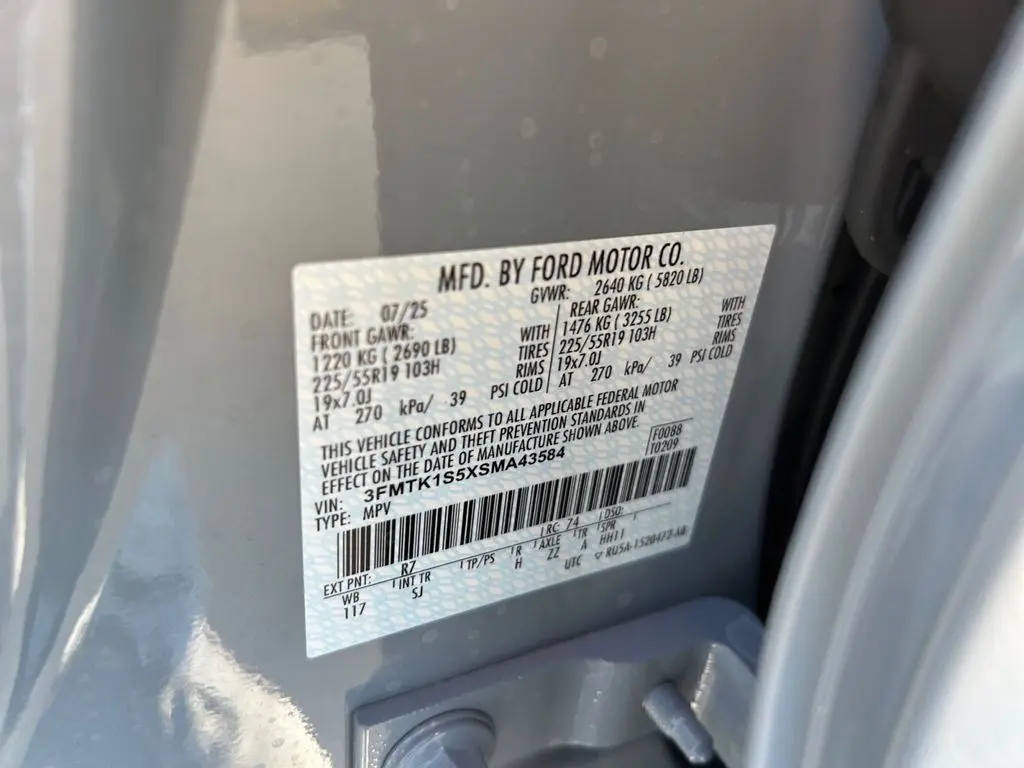 MFD. BY FORD MOTOR CO.
DATE: 07/25 GVWR: 2640 KG ( 5820 LB)
FRONT GAWR: REAR GAWR:
1220 KG ( 2690 LB) WITH 1476 KG ( 3255 LB) WITH
225/55R19 103H TIRES 225/55R19 103H TIRES
19x7.0J RIMS 19x7.0J RIMS
AT 270 kPa/ 39 PSI COLD AT 270 kPa/ 39 PSI COLD
THIS VEHICLE CONFORMS TO ALL APPLICABLE FEDERAL MOTOR
VEHICLE SAFETY AND THEFT PREVENTION STANDARDS IN
EFFECT ON THE DATE OF MANUFACTURE SHOWN ABOVE.
F0088
T0209
VIN: 3FMTK1S5XSMA43584
TYPE: MPV
EXT PNT: R7 RC: 74 DSO:
WB INT TR TP/PS R AXLE TR SPR
117 SJ H ZZ A HH11
UTC RU5A-1520472-AB